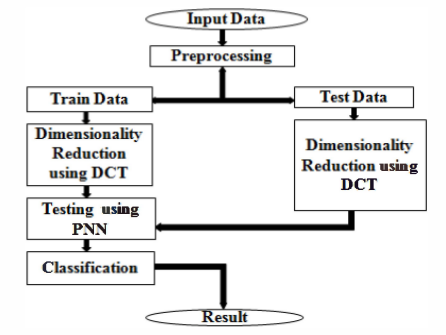 Input Data
Preprocessing
Train Data
Test Data
Dimensionality
Reduction
using DCT
Dimensionality
Reduction using
DCT
Testing using
PNN
Classification
Result